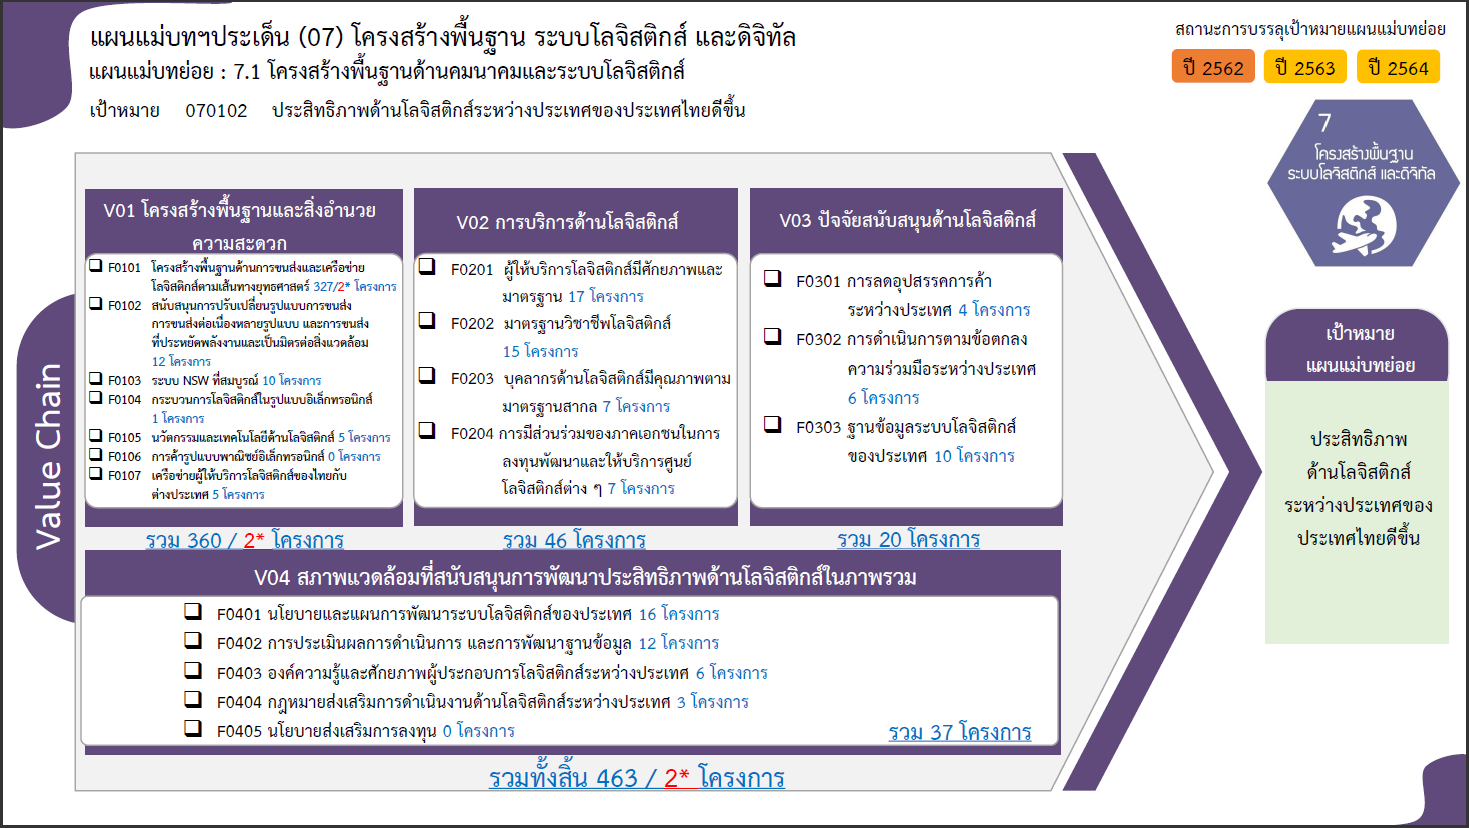 แผนแม่บทฯประเด็น (07) โครงสร้างพื้นฐาน ระบบโลจิสติกส์ และดิจิทัล
แผนแม่บทย่อย : 7.1 โครงสร้างพื้นฐานด้านคมนาคมและระบบโลจิสติกส์
เป้าหมาย 070102 ประสิทธิภาพด้านโลจิสติกส์ระหว่างประเทศของประเทศไทยดีขึ้น
สถานะการบรรลุเป้าหมายแผนแม่บทย่อย
ปี 2562 ปี 2563 ปี 2564
7
โครงสร้างพื้นฐาน
ระบบโลจิสติกส์ และดิจิทัล
Value Chain
V01 โครงสร้างพื้นฐานและสิ่งอำนวย
ความสะดวก
F0101 โครงสร้างพื้นฐานด้านการขนส่งและเครือข่าย
โลจิสติกส์ตามเส้นทางยุทธศาสตร์ 327/2* โครงการ
F0102 สนับสนุนการปรับเปลี่ยนรูปแบบการขนส่ง
การขนส่งต่อเนื่องหลายรูปแบบ และการขนส่ง
ที่ประหยัดพลังงานและเป็นมิตรต่อสิ่งแวดล้อม
12 โครงการ
F0103 ระบบ NSW ที่สมบูรณ์ 10 โครงการ
F0104 กระบวนการโลจิสติกส์ในรูปแบบอิเล็กทรอนิกส์
1 โครงการ
F0105 นวัตกรรมและเทคโนโลยีด้านโลจิสติกส์ 5 โครงการ
F0106 การค้ารูปแบบพาณิชย์อิเล็กทรอนิกส์ 0 โครงการ
F0107 เครือข่ายผู้ให้บริการโลจิสติกส์ของไทยกับ
ต่างประเทศ 5 โครงการ
รวม 360 / 2* โครงการ
V02 การบริการด้านโลจิสติกส์
F0201 ผู้ให้บริการโลจิสติกส์มีศักยภาพและ
มาตรฐาน 17 โครงการ
F0202 มาตรฐานวิชาชีพโลจิสติกส์
15 โครงการ
F0203 บุคลากรด้านโลจิสติกส์มีคุณภาพตาม
มาตรฐานสากล 7 โครงการ
F0204 การมีส่วนร่วมของภาคเอกชนในการ
ลงทุนพัฒนาและให้บริการศูนย์
โลจิสติกส์ต่าง ๆ 7 โครงการ
รวม 46 โครงการ
V03 ปัจจัยสนับสนุนด้านโลจิสติกส์
F0301 การลดอุปสรรคการค้า
ระหว่างประเทศ 4 โครงการ
F0302 การดำเนินการตามข้อตกลง
ความร่วมมือระหว่างประเทศ
6 โครงการ
F0303 ฐานข้อมูลระบบโลจิสติกส์
ของประเทศ 10 โครงการ
รวม 20 โครงการ
V04 สภาพแวดล้อมที่สนับสนุนการพัฒนาประสิทธิภาพด้านโลจิสติกส์ในภาพรวม
F0401 นโยบายและแผนการพัฒนาระบบโลจิสติกส์ของประเทศ 16 โครงการ
F0402 การประเมินผลการดำเนินการ และการพัฒนาฐานข้อมูล 12 โครงการ
F0403 องค์ความรู้และศักยภาพผู้ประกอบการโลจิสติกส์ระหว่างประเทศ 6 โครงการ
F0404 กฎหมายส่งเสริมการดำเนินงานด้านโลจิสติกส์ระหว่างประเทศ 3 โครงการ
F0405 นโยบายส่งเสริมการลงทุน 0 โครงการ
รวม 37 โครงการ
รวมทั้งสิ้น 463 / 2* โครงการ
เป้าหมาย
แผนแม่บทย่อย
ประสิทธิภาพ
ด้านโลจิสติกส์
ระหว่างประเทศของ
ประเทศไทยดีขึ้น